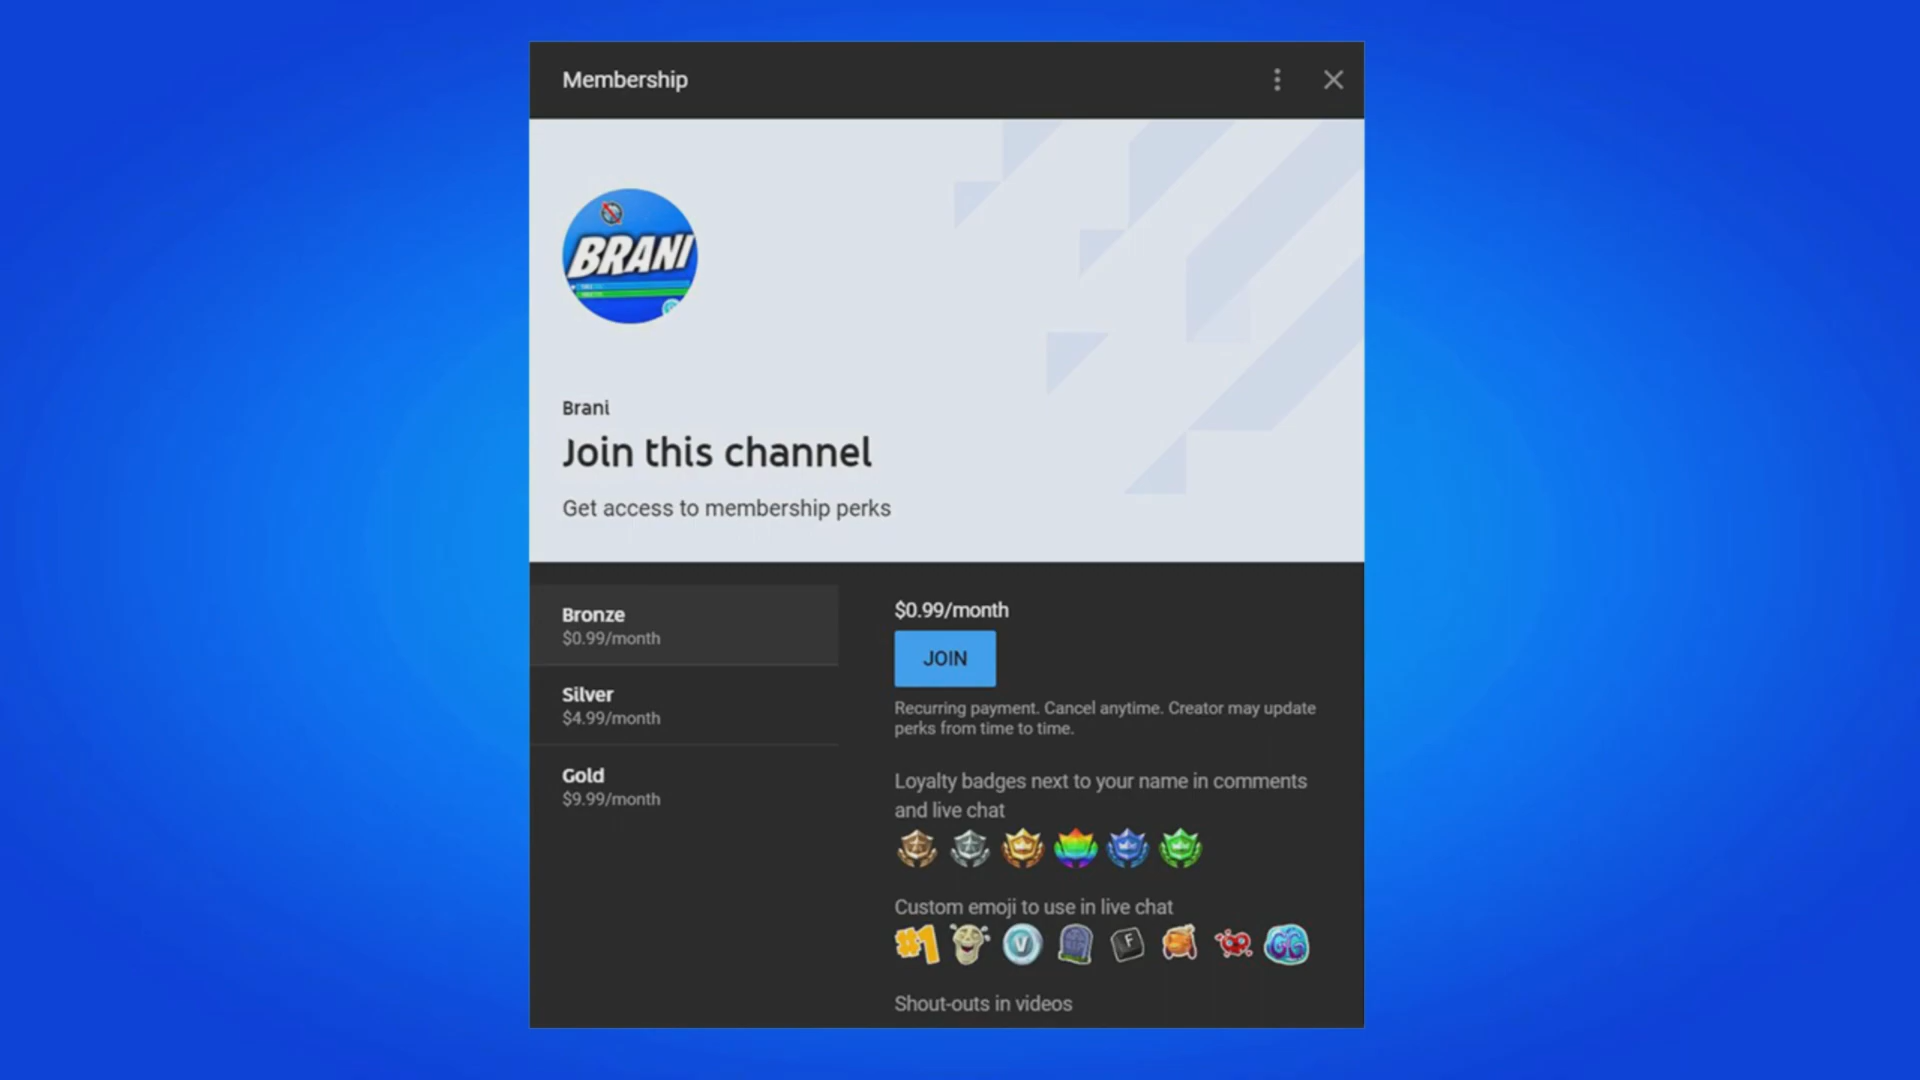 Membership
BRANI
Brani
Join this channel
Get access to membership perks
Bronze
$0.99/month
Silver
$4.99/month
Gold
$9.99/month
$0.99/month
JOIN
Recurring payment. Cancel anytime. Creator may update
perks from time to time.
Loyalty badges next to your name in comments
and live chat
Custom emoji to use in live chat
#1
V
RIP
F
GG
Shout-outs in videos